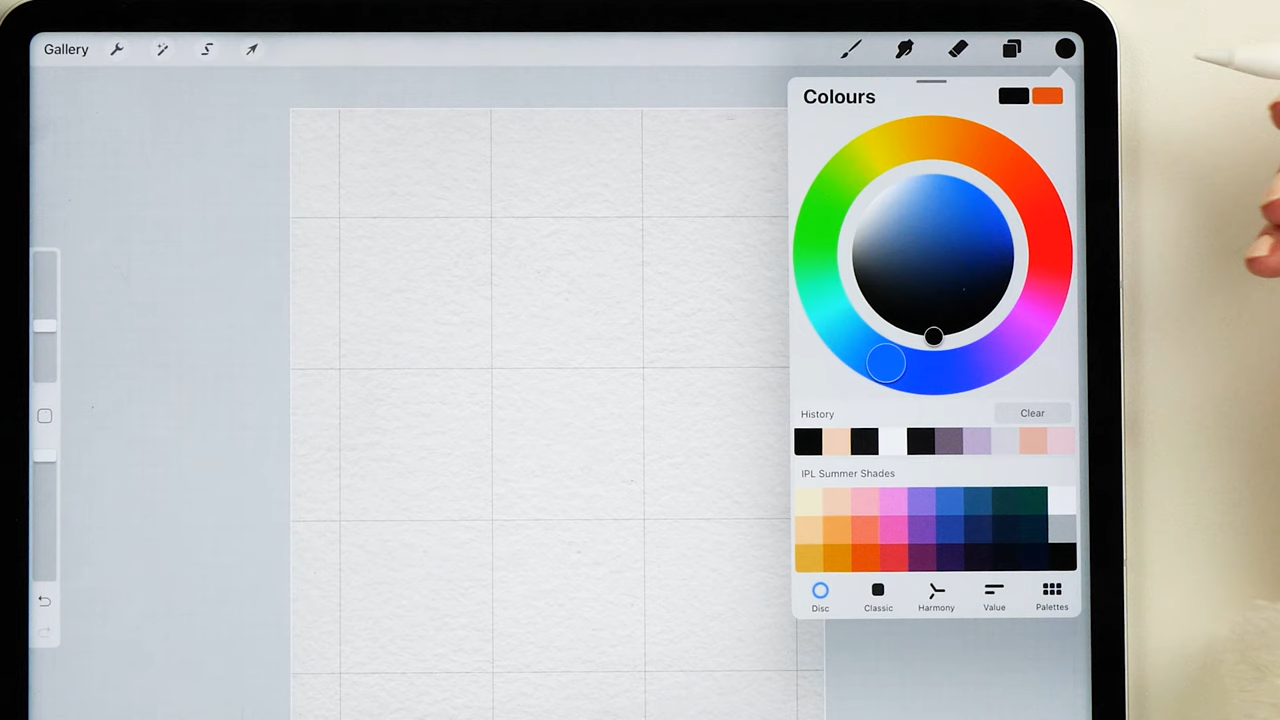 Gallery
Colours
History
Clear
IPL Summer Shades
Disc
Classic
Harmony
Value
Palettes